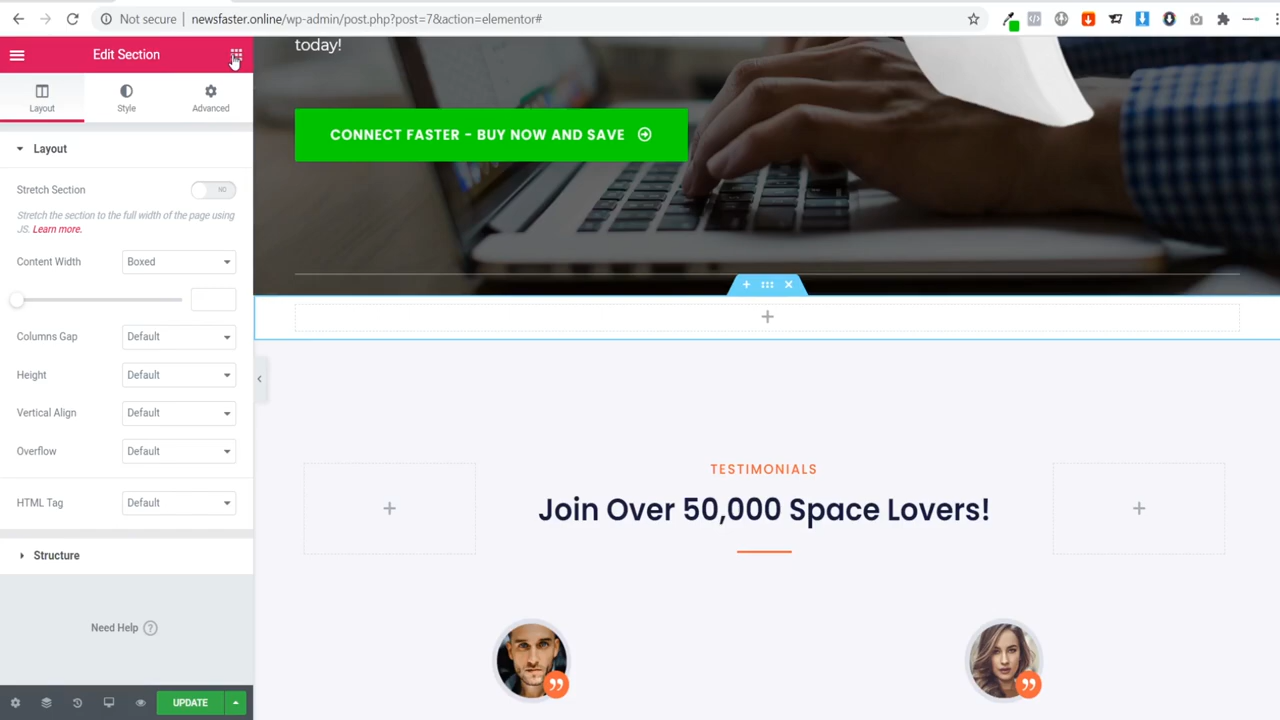 Not secure newsfaster.online/wp-admin/post.php?post=7&action=elementor#
Edit Section
Layout
Style
Advanced
Layout
Stretch Section
NO
Stretch the section to the full width of the page using
JS. Learn more.
Content Width
Boxed
Columns Gap
Default
Height
Default
Vertical Align
Default
Overflow
Default
HTML Tag
Default
Structure
Need Help ?
UPDATE
today!
CONNECT FASTER - BUY NOW AND SAVE
TESTIMONIALS
Join Over 50,000 Space Lovers!